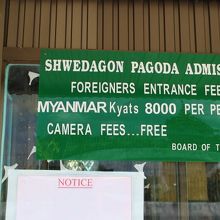 SHWEDAGON PAGODA ADMIS
FOREIGNERS ENTRANCE FEE
MYANMAR Kyats 8000 PER PE
CAMERA FEES...FREE
BOARD OF T
NOTICE